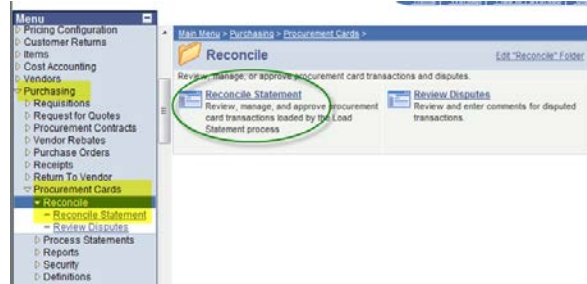 Menu
Pricing Configuration
Customer Returns
Items
Cost Accounting
Vendors
Purchasing
Requisitions
Request for Quotes
Procurement Contracts
Vendor Rebates
Purchase Orders
Receipts
Return To Vendor
Procurement Cards
Reconcile
Reconcile Statement
Review Disputes
Process Statements
Reports
Security
Definitions
Main Menu > Purchasing > Procurement Cards >
Reconcile
Edit "Reconcile" Folder
Review, manage, or approve procurement card transactions and disputes.
Reconcile Statement
Review, manage, and approve procurement
card transactions loaded by the Load
Statement process
Review Disputes
Review and enter comments for disputed
transactions.